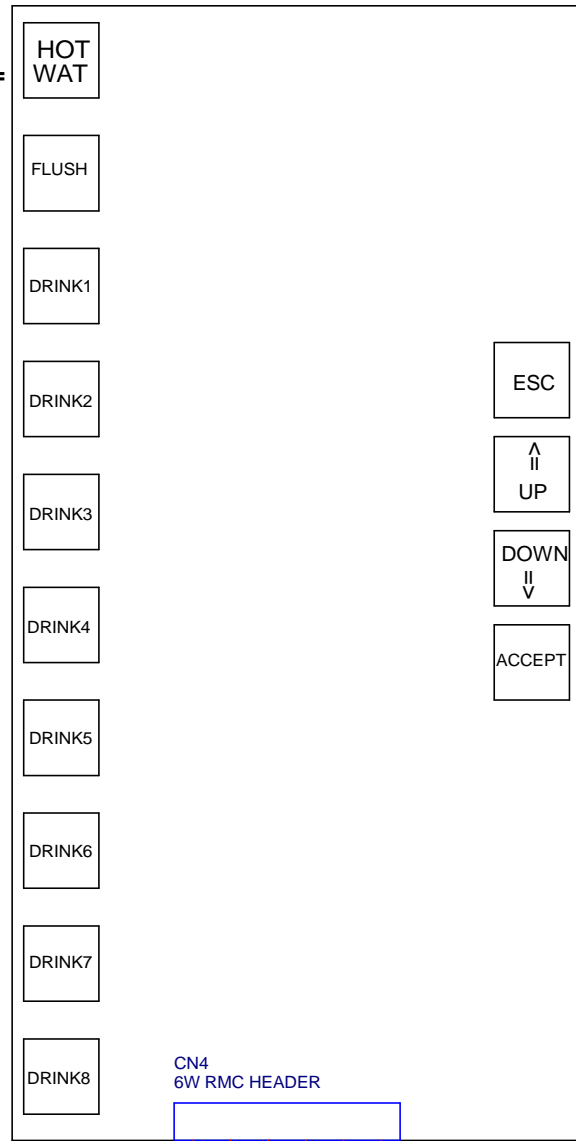 HOT
WAT
FLUSH
DRINK1
DRINK2
DRINK3
DRINK4
DRINK5
DRINK6
DRINK7
DRINK8
ESC
<=
UP
DOWN
=>
ACCEPT
CN4
6W RMC HEADER